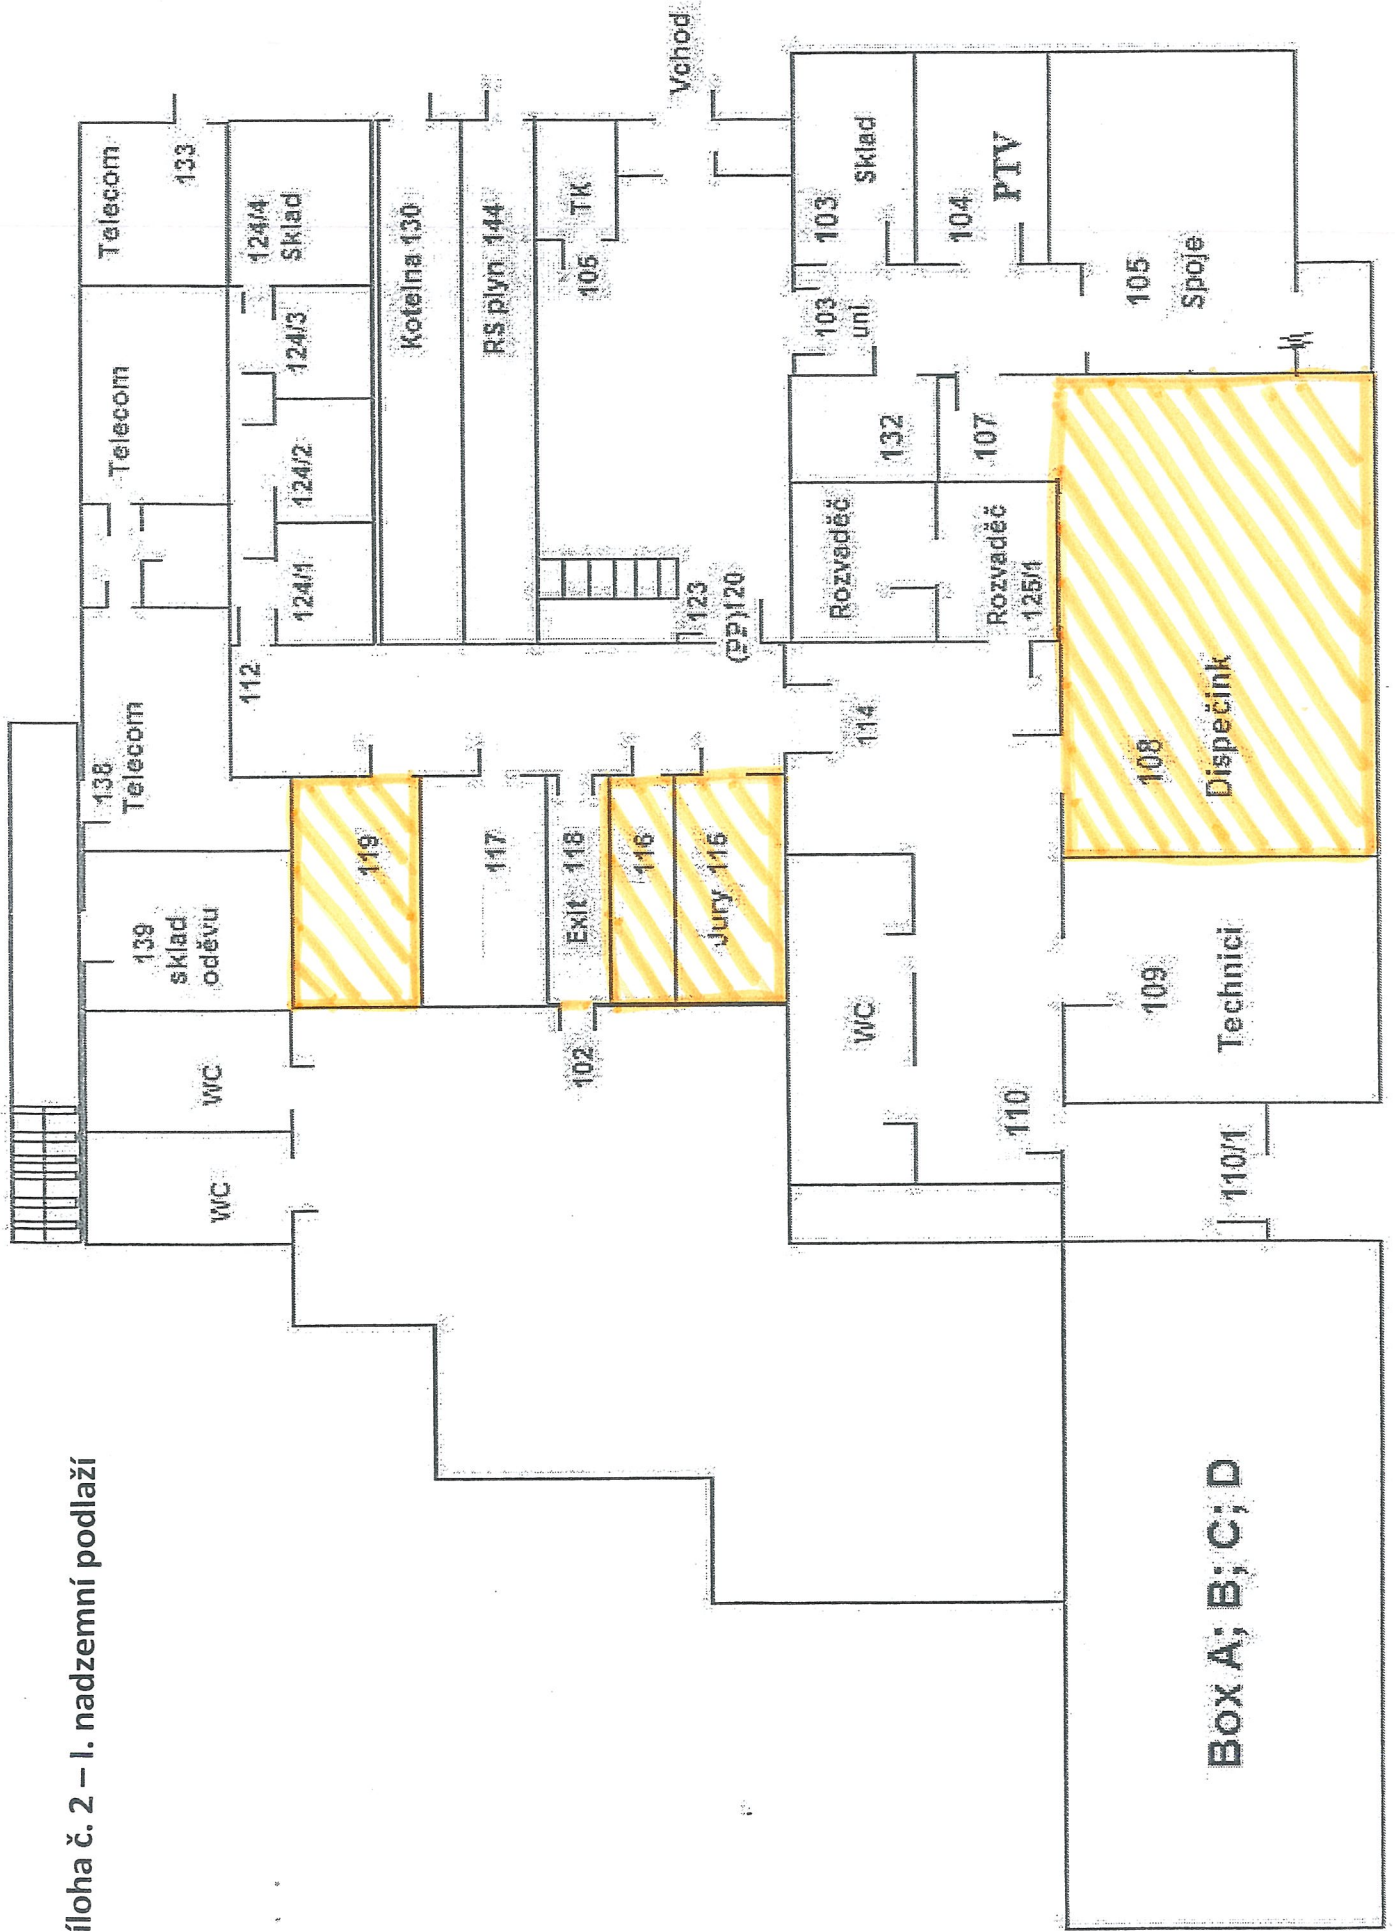 íloha č. 2 – I. nadzemní podlaží
Telecom
133
Telecom
138
Telecom
139
sklad
oděvu
WC
WC
124/4
Sklad
124/3
124/2
124/1
112
Kotelna 130
RS plyn 144
TK
105
Vchod
123
(PP)120
119
117
Exit 118
116
Jury 115
102
114
103
Sklad
104
PTV
103
uni.
105
Spoje
132
107
Rozvaděč
Rozvaděč
125/1
108
Dispečink
WC
109
Technici
110
110/1
Box A; B; C; D